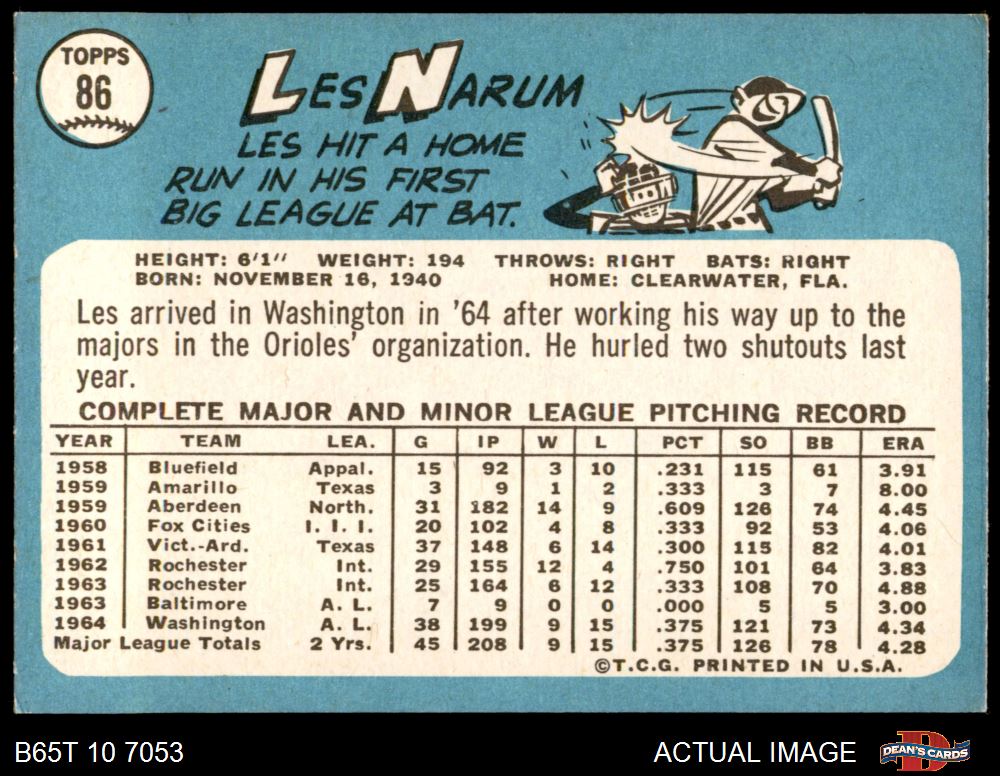 TOPPS
86
LES NARUM
LES HIT A HOME
RUN IN HIS FIRST
BIG LEAGUE AT BAT.
HEIGHT: 6'1" WEIGHT: 194 THROWS: RIGHT BATS: RIGHT
BORN: NOVEMBER 16, 1940 HOME: CLEARWATER, FLA.
Les arrived in Washington in '64 after working his way up to the
majors in the Orioles' organization. He hurled two shutouts last
year.
COMPLETE MAJOR AND MINOR LEAGUE PITCHING RECORD
YEAR TEAM LEA. G IP W L PCT SO BB ERA
1958 Bluefield Appal. 15 92 3 10 .231 115 61 3.91
1959 Amarillo Texas 3 9 1 2 .333 3 7 8.00
1959 Aberdeen North. 31 182 14 9 .609 126 74 4.45
1960 Fox Cities I. I. I. 20 102 4 8 .333 92 53 4.06
1961 Vict.-Ard. Texas 37 148 6 14 .300 115 82 4.01
1962 Rochester Int. 29 155 12 4 .750 101 64 3.83
1963 Rochester Int. 25 164 6 12 .333 108 70 4.88
1963 Baltimore A. L. 7 9 0 0 .000 5 5 3.00
1964 Washington A. L. 38 199 9 15 .375 121 73 4.34
Major League Totals 2 Yrs. 45 208 9 15 .375 126 78 4.28
©T.C.G. PRINTED IN U.S.A.
B65T 10 7053 ACTUAL IMAGE DEAN'S CARDS